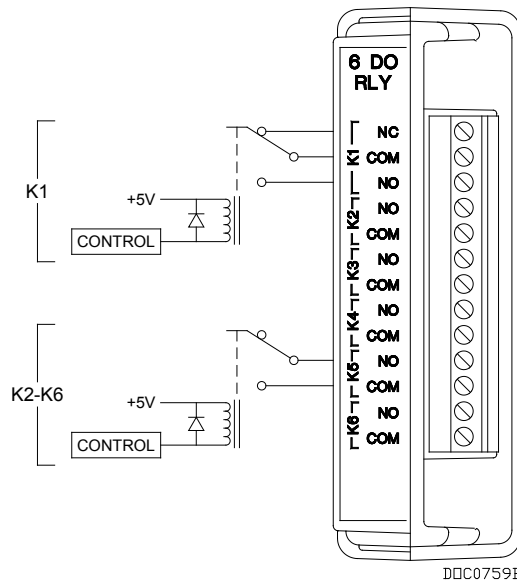 6 DO
RLY
NC
K1
COM
NO
K2
NO
COM
K3
NO
COM
K4
NO
COM
K5
NO
COM
K6
NO
COM
K1
+5V
CONTROL
K2-K6
+5V
CONTROL
DOC0759B